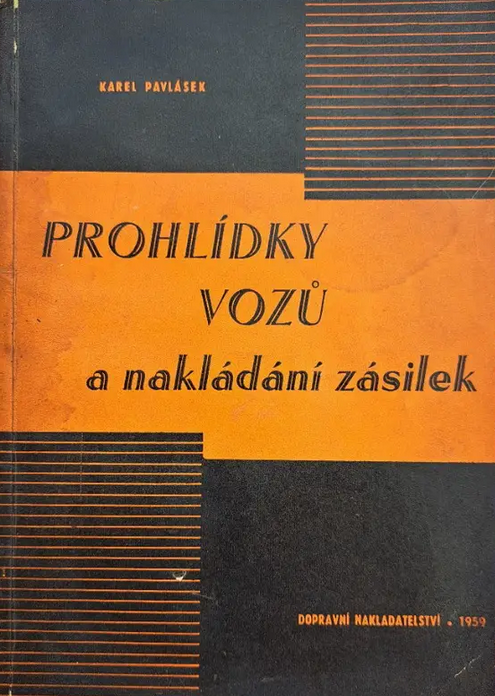 KAREL PAVLÁSEK
PROHLÍDKY
VOZŮ
a nakládání zásilek
DOPRAVNÍ NAKLADATELSTVÍ . 1959